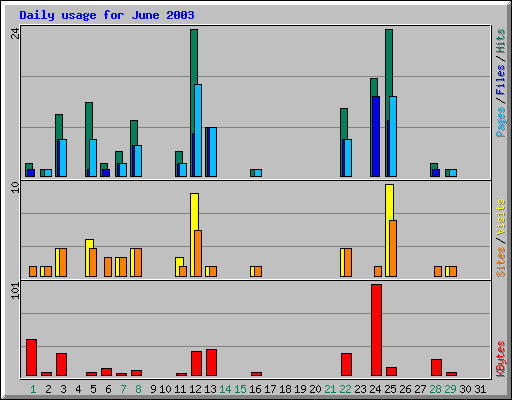 Daily usage for June 2003
24
Pages / Files / Hits
10
Sites / Visits
101
KBytes
1 2 3 4 5 6 7 8 9 10 11 12 13 14 15 16 17 18 19 20 21 22 23 24 25 26 27 28 29 30 31